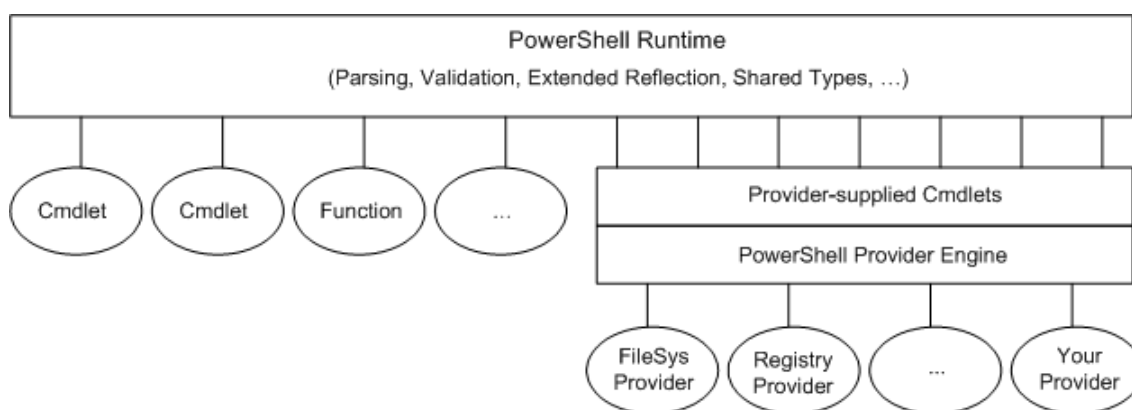 PowerShell Runtime
(Parsing, Validation, Extended Reflection, Shared Types, …)
Cmdlet
Cmdlet
Function
...
Provider-supplied Cmdlets
PowerShell Provider Engine
FileSys
Provider
Registry
Provider
...
Your
Provider